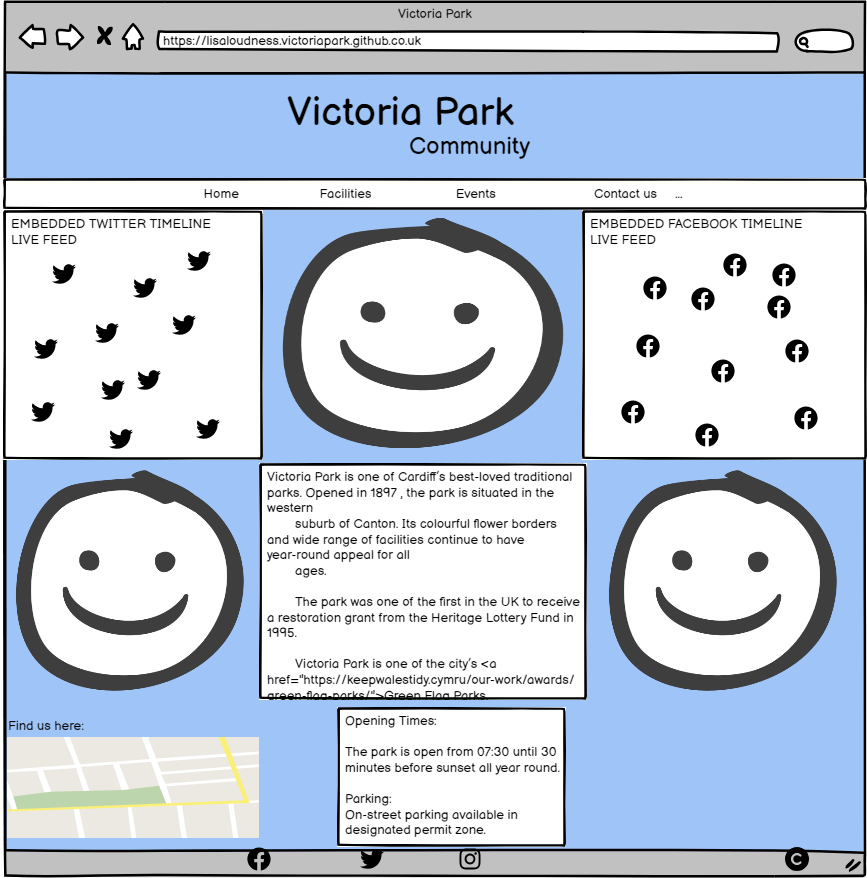 Victoria Park
https://lisaloudness.victoriapark.github.co.uk
Victoria Park
Community
Home Facilities Events Contact us ...
EMBEDDED TWITTER TIMELINE
LIVE FEED
EMBEDDED FACEBOOK TIMELINE
LIVE FEED
Victoria Park is one of Cardiff's best-loved traditional
parks. Opened in 1897 , the park is situated in the
western
suburb of Canton. Its colourful flower borders
and wide range of facilities continue to have
year-round appeal for all
ages.
The park was one of the first in the UK to receive
a restoration grant from the Heritage Lottery Fund in
1995.
Victoria Park is one of the city's <a
href="https://keepwalestidy.cymru/our-work/awards/
green-flag-parks/">Green Flag Parks.
Find us here:
Opening Times:
The park is open from 07:30 until 30
minutes before sunset all year round.
Parking:
On-street parking available in
designated permit zone.